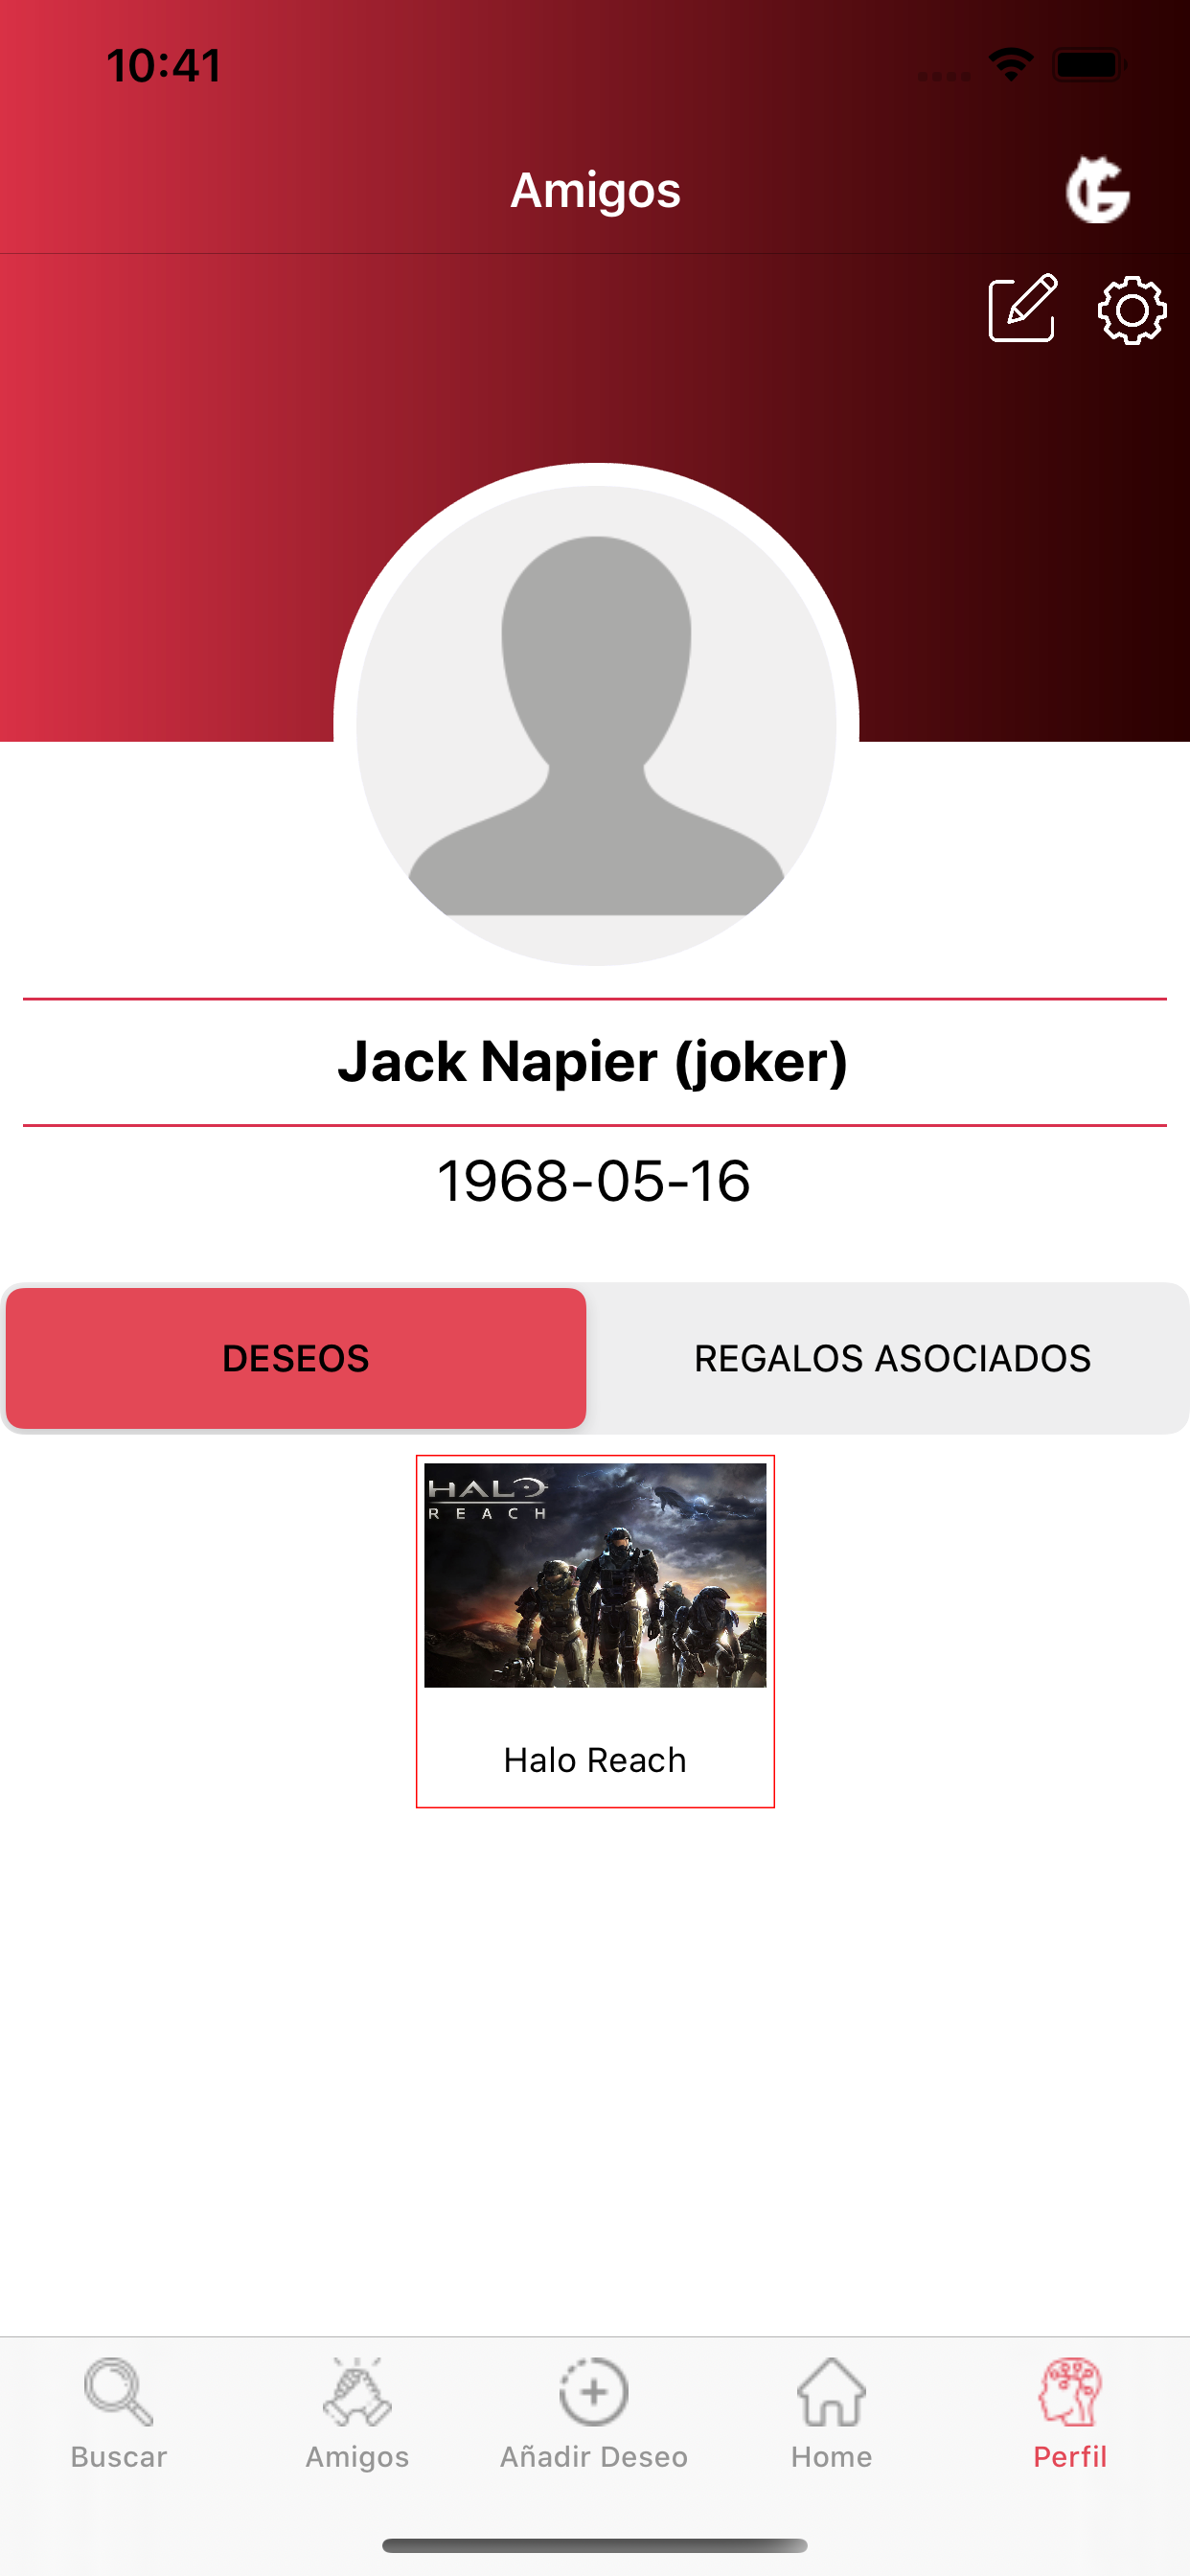 10:41
Amigos
Jack Napier (joker)
1968-05-16
DESEOS
REGALOS ASOCIADOS
HALO
REACH
Halo Reach
Buscar
Amigos
Añadir Deseo
Home
Perfil